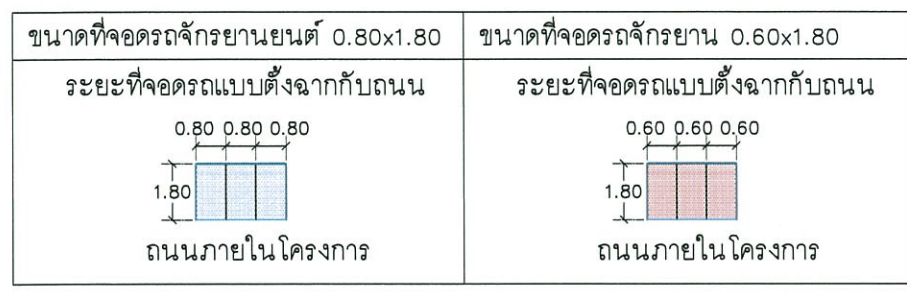 ขนาดที่จอดรถจักรยานยนต์ 0.80x1.80
ระยะที่จอดรถแบบตั้งฉากกับถนน
0.80 0.80 0.80
1.80
ถนนภายในโครงการ
ขนาดที่จอดรถจักรยาน 0.60x1.80
ระยะที่จอดรถแบบตั้งฉากกับถนน
0.60 0.60 0.60
1.80
ถนนภายในโครงการ